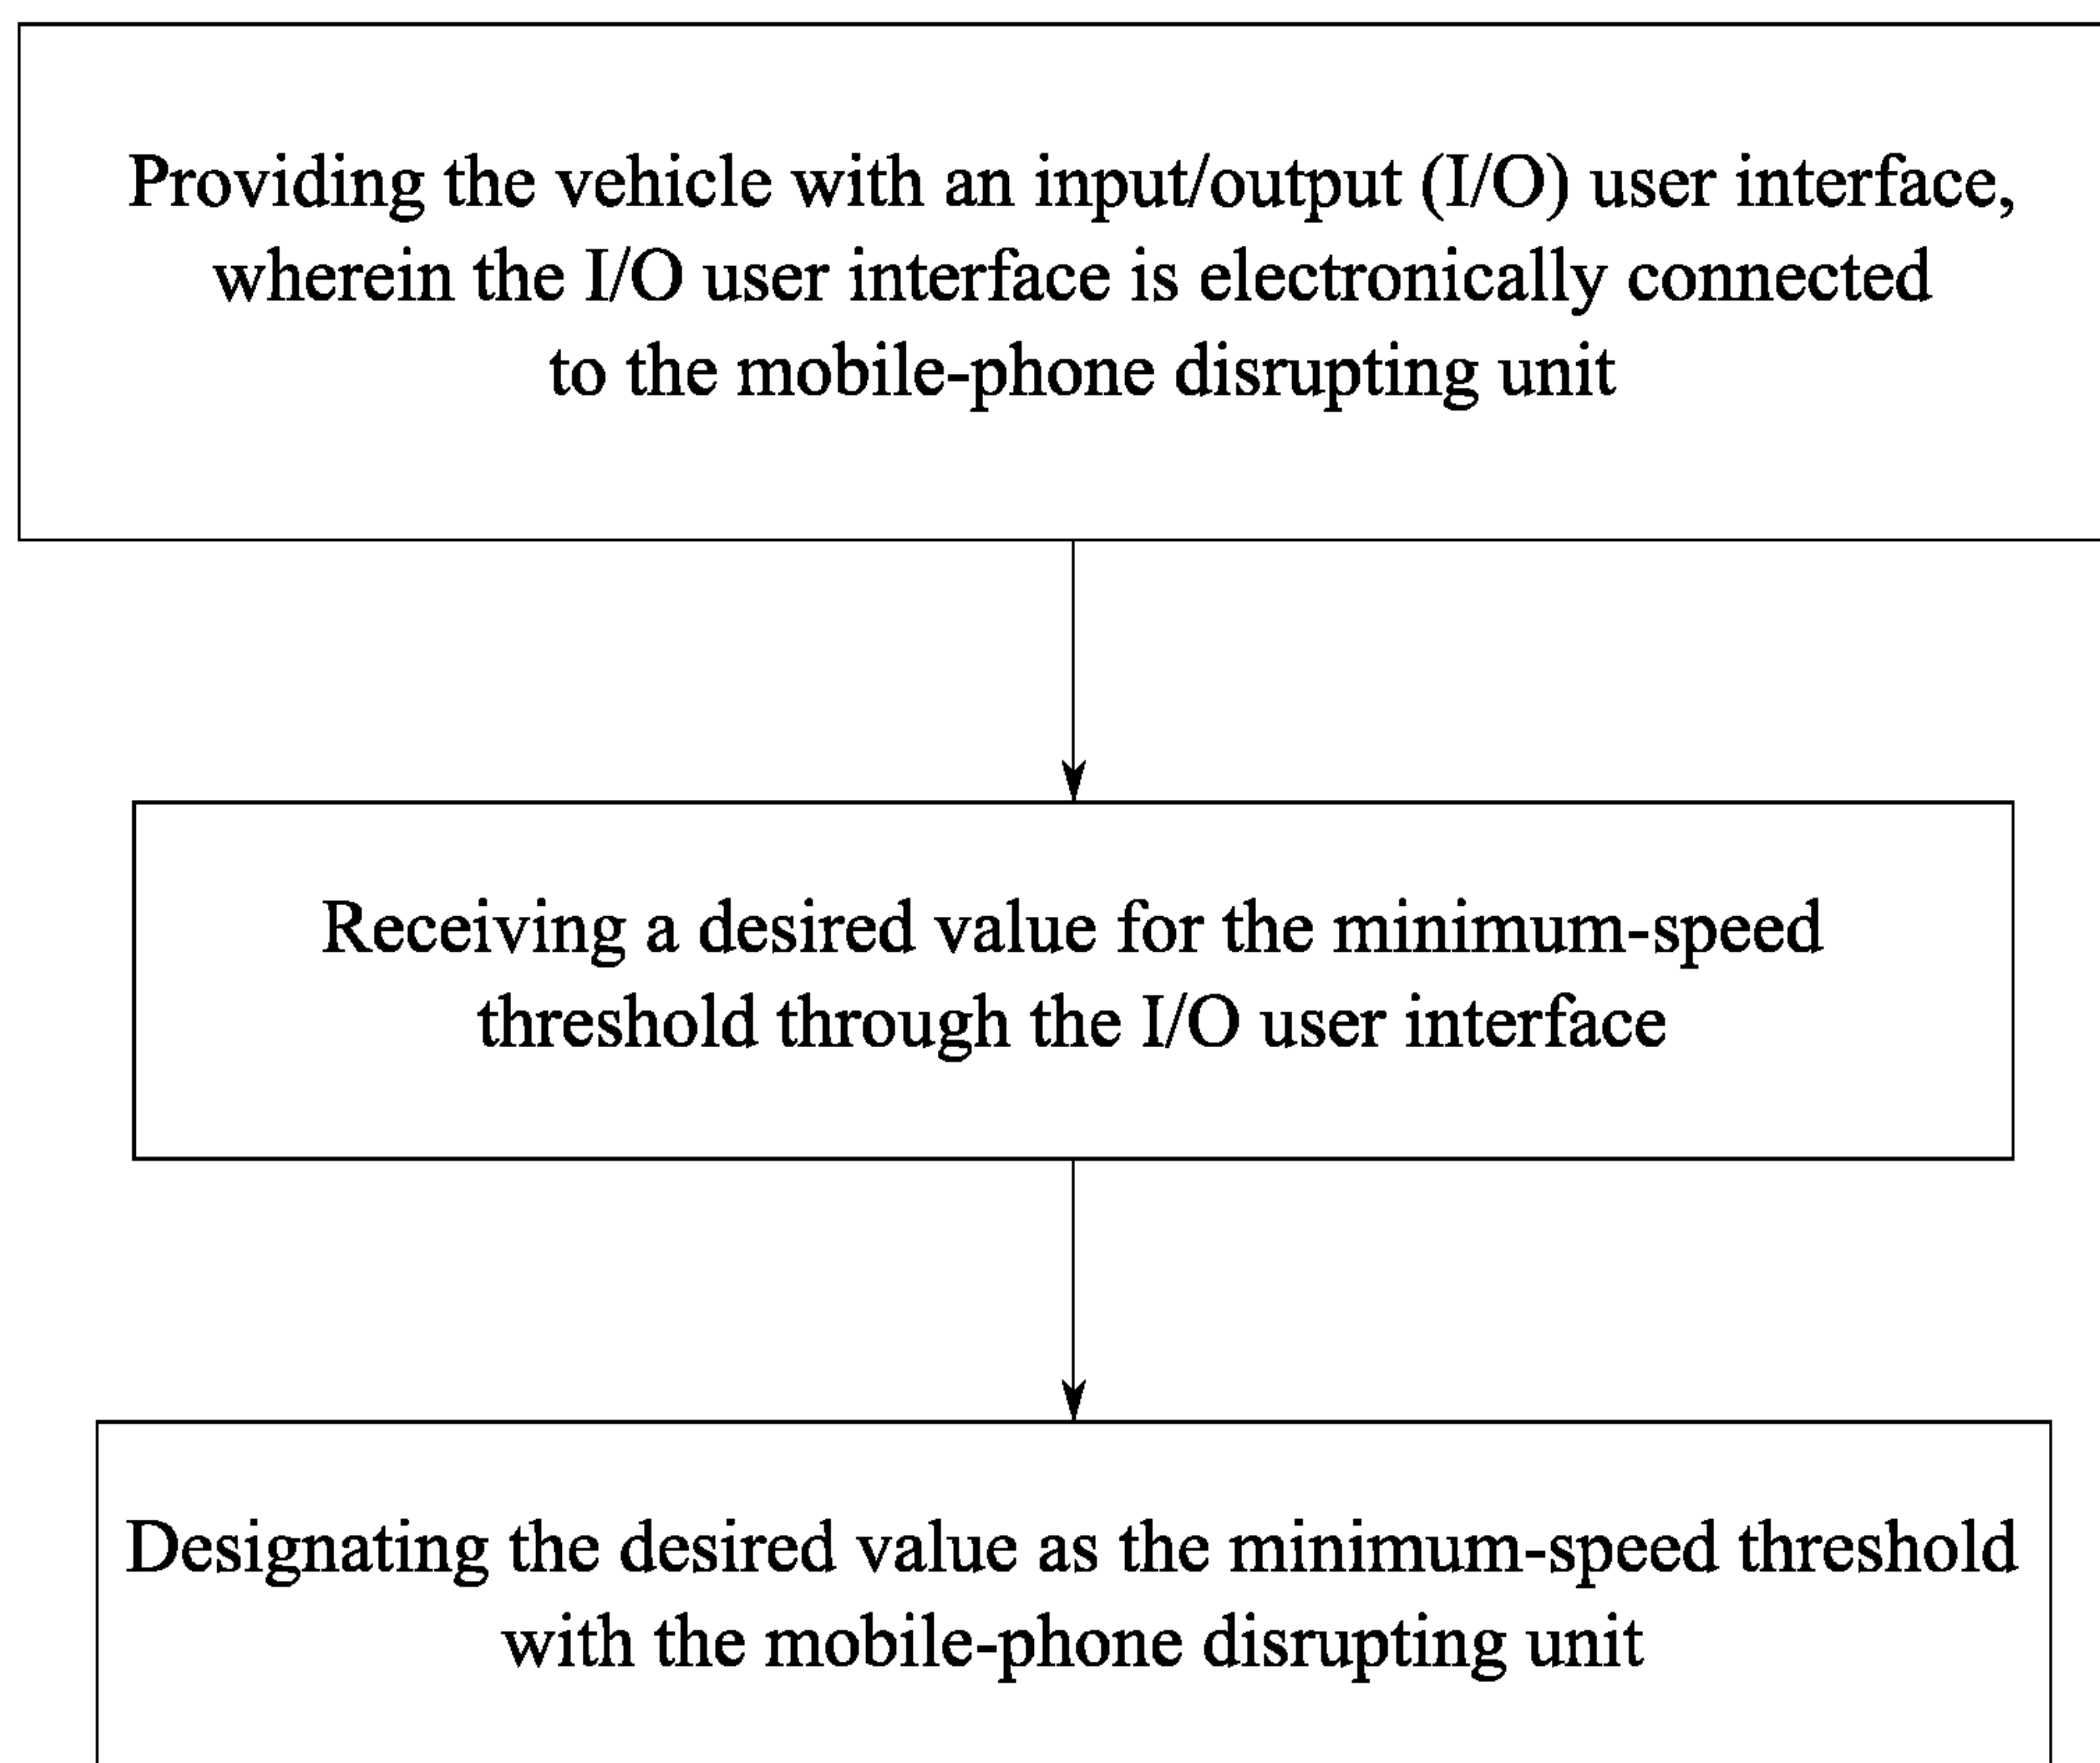 Providing the vehicle with an input/output (I/O) user interface,
wherein the I/O user interface is electronically connected
to the mobile-phone disrupting unit
Receiving a desired value for the minimum-speed
threshold through the I/O user interface
Designating the desired value as the minimum-speed threshold
with the mobile-phone disrupting unit